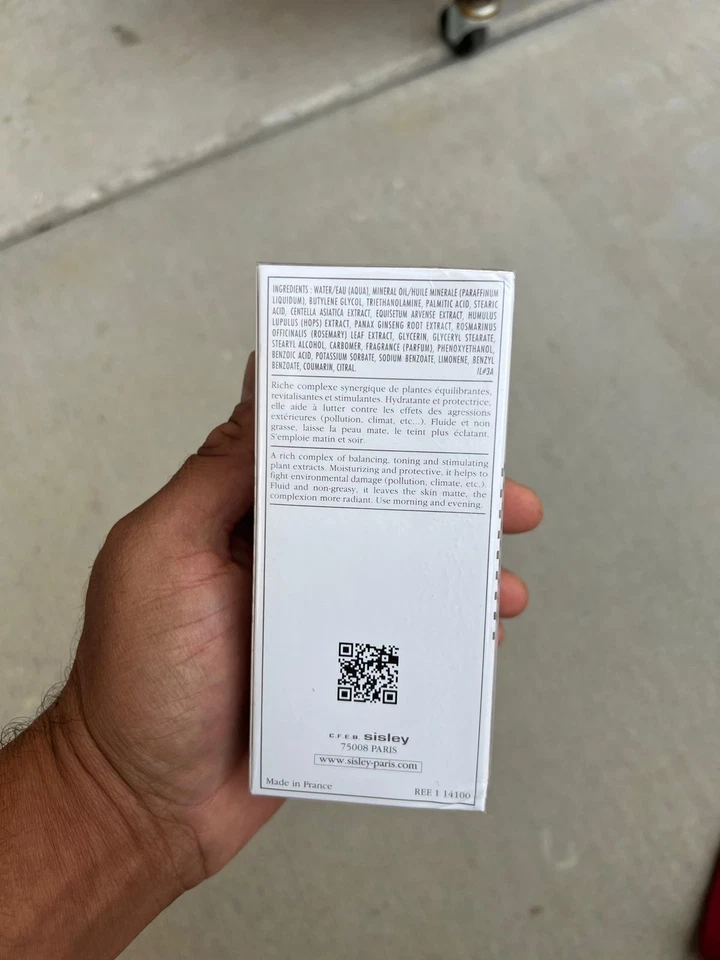 INGREDIENTS : WATER/EAU (AQUA), MINERAL OIL/HUILE MINERALE (PARAFFINUM
LIQUIDUM), BUTYLENE GLYCOL, TRIETHANOLAMINE, PALMITIC ACID, STEARIC
ACID, CENTELLA ASIATICA EXTRACT, EQUISETUM ARVENSE EXTRACT, HUMULUS
LUPULUS (HOPS) EXTRACT, PANAX GINSENG ROOT EXTRACT, ROSMARINUS
OFFICINALIS (ROSEMARY) LEAF EXTRACT, GLYCERIN, GLYCERYL STEARATE,
STEARYL ALCOHOL, CARBOMER, FRAGRANCE (PARFUM), PHENOXYETHANOL,
BENZOIC ACID, POTASSIUM SORBATE, SODIUM BENZOATE, LIMONENE, BENZYL
BENZOATE, COUMARIN, CITRAL. IL#3A
Riche complexe synergique de plantes équilibrantes,
revitalisantes et stimulantes. Hydratante et protectrice,
elle aide à lutter contre les effets des agressions
extérieures (pollution, climat, etc...). Fluide et non
grasse, laisse la peau mate, le teint plus éclatant.
S'emploie matin et soir.
A rich complex of balancing, toning and stimulating
plant extracts. Moisturizing and protective, it helps to
fight environmental damage (pollution, climate, etc.).
Fluid and non-greasy, it leaves the skin matte, the
complexion more radiant. Use morning and evening.
C.F.E.B. sisley
75008 PARIS
www.sisley-paris.com
Made in France
REF 1 14100